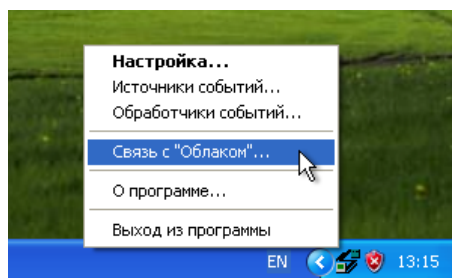 Настройка...
Источники событий...
Обработчики событий...
Связь с "Облаком"...
О программе...
Выход из программы
EN 13:15